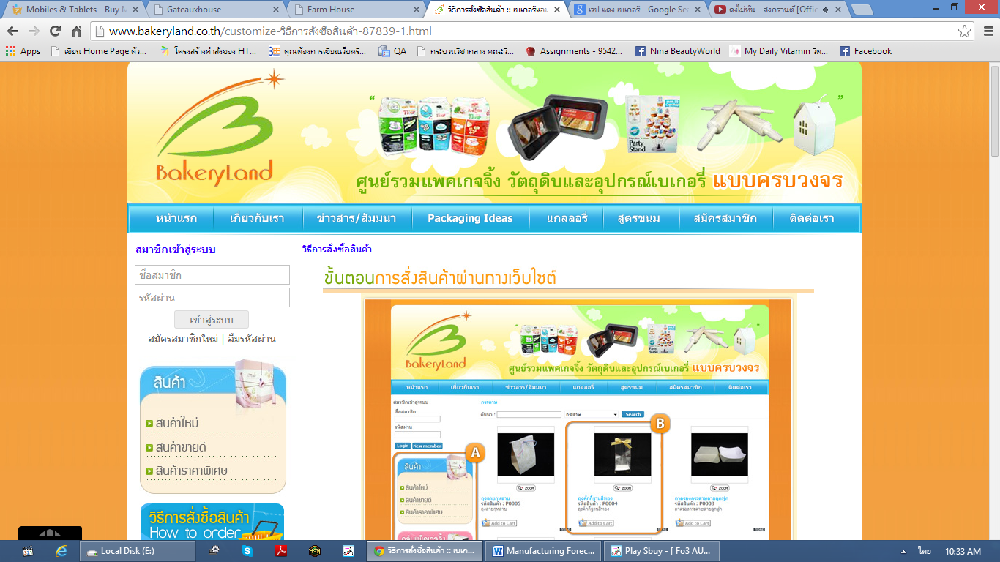 Mobiles & Tablets - Buy M
Gateauxhouse
Farm House
วิธีการสั่งซื้อสินค้า :: เบเกอรีแลน
เวป แดง เบเกอรี - Google Sea
คงไม่ทัน - สงกรานต์ [Offic
www.bakeryland.co.th/customize-วิธีการสั่งซื้อสินค้า-87839-1.html
Apps
เขียน Home Page ด้ว...
โครงสร้างคำสั่งของ HT...
คุณต้องการเขียนเว็บหรื...
QA
กระบวนวิชากลาง คณะวิ...
Assignments - 9542...
Nina BeautyWorld
My Daily Vitamin วิต...
Facebook
BakeryLand
Party
Stand
“ ศูนย์รวมแพคเกจจิ้ง วัตถุดิบและอุปกรณ์เบเกอรี่ แบบครบวงจร ”
หน้าแรก
เกี่ยวกับเรา
ข่าวสาร/สัมมนา
Packaging Ideas
แกลลอรี่
สูตรขนม
สมัครสมาชิก
ติดต่อเรา
สมาชิกเข้าสู่ระบบ
ชื่อสมาชิก
รหัสผ่าน
เข้าสู่ระบบ
สมัครสมาชิกใหม่ | ลืมรหัสผ่าน
สินค้า
สินค้าใหม่
สินค้าขายดี
สินค้าราคาพิเศษ
วิธีการสั่งซื้อสินค้า
How to order
วิธีการสั่งซื้อสินค้า
ขั้นตอนการสั่งสินค้าผ่านทางเว็บไซต์
BakeryLand
“ ศูนย์รวมแพคเกจจิ้ง วัตถุดิบและอุปกรณ์เบเกอรี่ แบบครบวงจร ”
หน้าแรก
เกี่ยวกับเรา
ข่าวสาร/สัมมนา
แกลลอรี่
สูตรขนม
สมัครสมาชิก
ติดต่อเรา
สมาชิกเข้าสู่ระบบ
ชื่อสมาชิก
รหัสผ่าน
Login
New member
กระดาษ
ค้นหา :
กระดาษ
Search
A
B
สินค้า
สินค้าใหม่
สินค้าขายดี
สินค้าราคาพิเศษ
ZOOM
ถุงลายกุหลาบ
รหัสสินค้า : P0005
Add to Cart
ZOOM
รหัสสินค้า : P0004
Add to Cart
ZOOM
รหัสสินค้า : P0003
Add to Cart
Local Disk (E:)
วิธีการสั่งซื้อสินค้า :: เบเก...
Manufacturing Forec...
Play Sbuy - [ Fo3 AU...
ไทย
10:33 AM